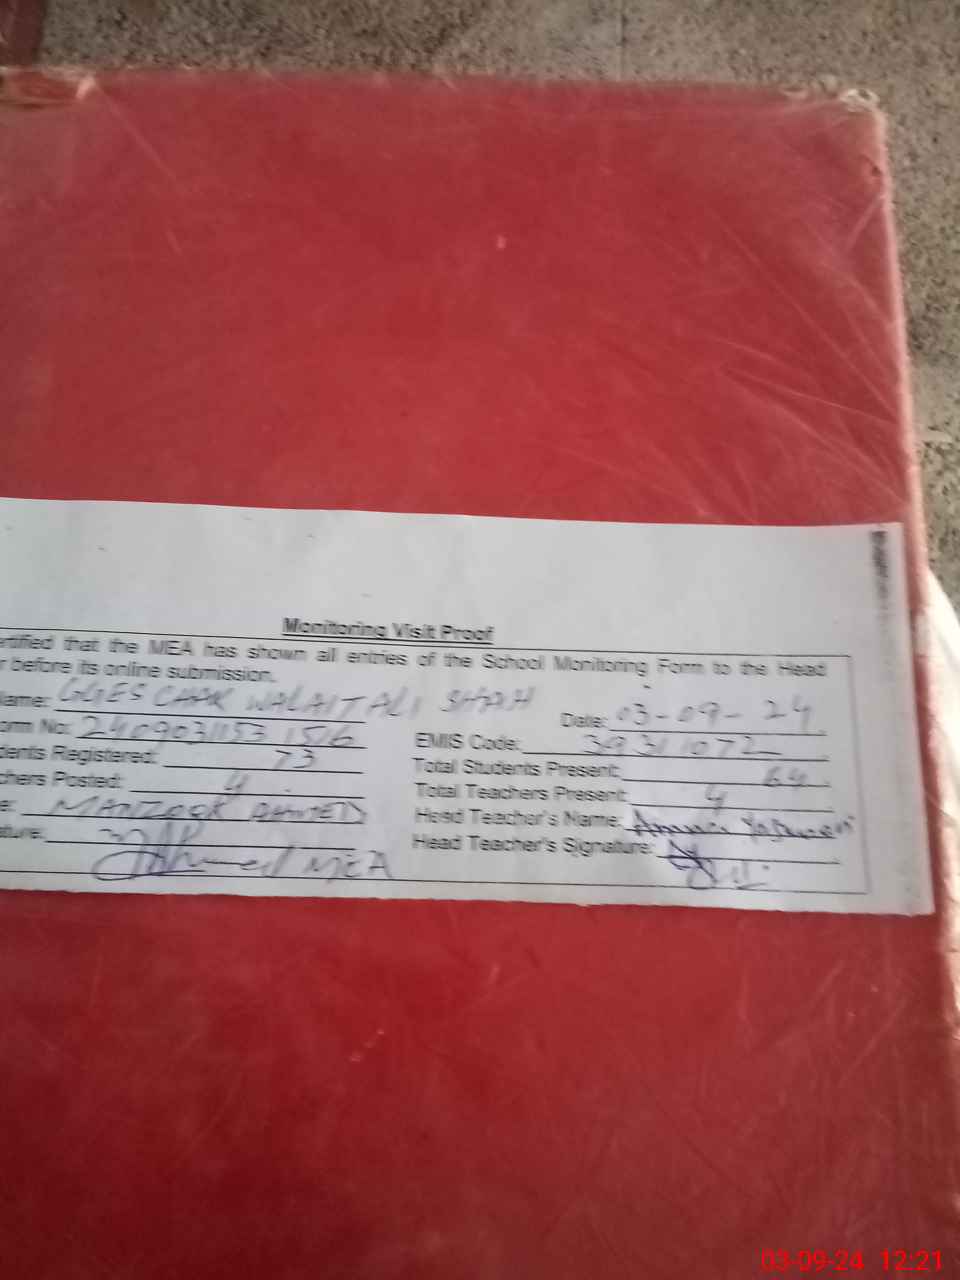 Monitoring Visit Proof
ertified that the MEA has shown all entries of the School Monitoring Form to the Head
r before its online submission.
Name: GGES CHAK WALAIT ALI SHAH Date: 03-09-24
orm No: 2409031153 1516 EMIS Code: 39311072
dents Registered: 73 Total Students Present: 64
chers Posted: 4 Total Teachers Present: 4
e: MANZOOR AHMED Head Teacher's Name: Yasmeen
ature: Head Teacher's Signature:
MEA
03-09-24 12:21